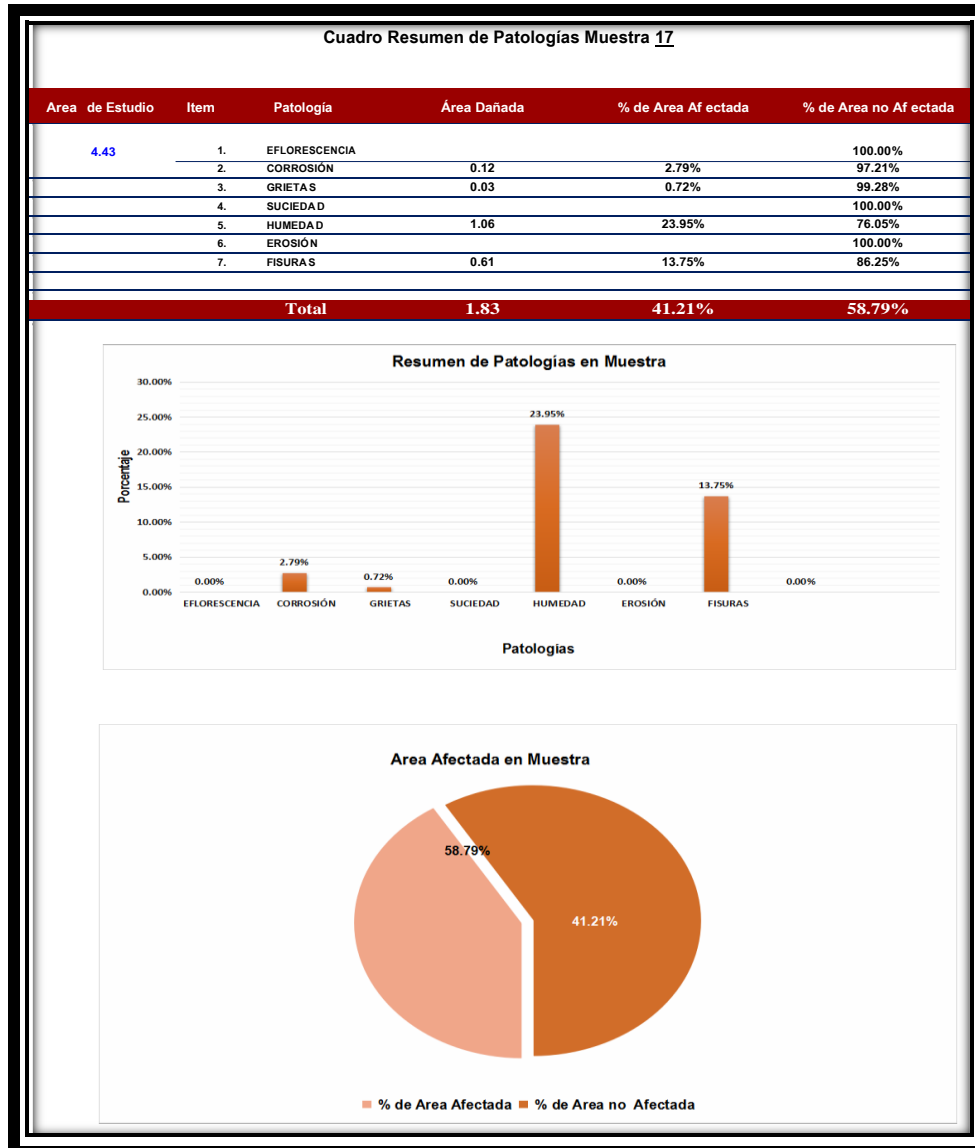 Cuadro Resumen de Patologías Muestra 17
Area de Estudio Item Patología Área Dañada % de Area Af ectada % de Area no Af ectada
4.43 1. EFLORESCENCIA 100.00%
2. CORROSIÓN 0.12 2.79% 97.21%
3. GRIETAS 0.03 0.72% 99.28%
4. SUCIEDAD 100.00%
5. HUMEDAD 1.06 23.95% 76.05%
6. EROSIÓN 100.00%
7. FISURAS 0.61 13.75% 86.25%
Total 1.83 41.21% 58.79%
Resumen de Patologías en Muestra
30.00%
25.00%
20.00%
15.00%
10.00%
5.00%
0.00%
Porcentaje
0.00% 2.79% 0.72% 0.00% 23.95% 0.00% 13.75% 0.00%
EFLORESCENCIA CORROSIÓN GRIETAS SUCIEDAD HUMEDAD EROSIÓN FISURAS
Patologías
Area Afectada en Muestra
58.79%
41.21%
% de Area Afectada % de Area no Afectada